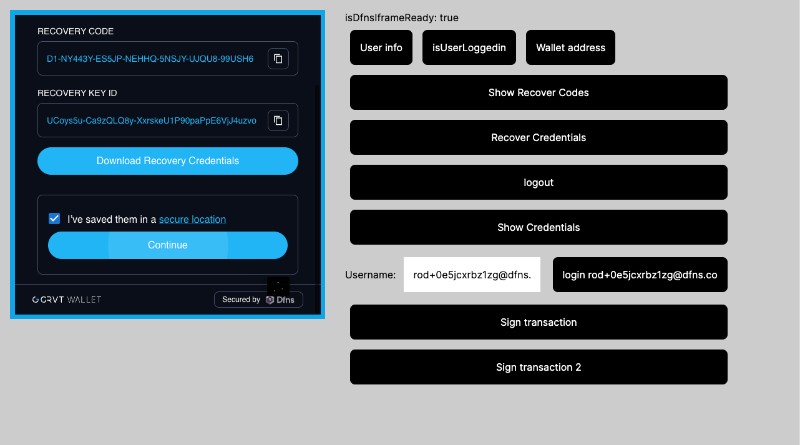 RECOVERY CODE
D1-NY443Y-ES5JP-NEHHQ-5NSJY-UJQU8-99USH6
RECOVERY KEY ID
UCoys5u-Ca9zQLQ8y-XxrskeU1P90paPpE6VjJ4uzvo
Download Recovery Credentials
I've saved them in a secure location
Continue
GRVT WALLET
Secured by Dfns
isDfnsIframeReady: true
User info
isUserLoggedin
Wallet address
Show Recover Codes
Recover Credentials
logout
Show Credentials
Username: rod+0e5jcxrbz1zg@dfns.
login rod+0e5jcxrbz1zg@dfns.co
Sign transaction
Sign transaction 2